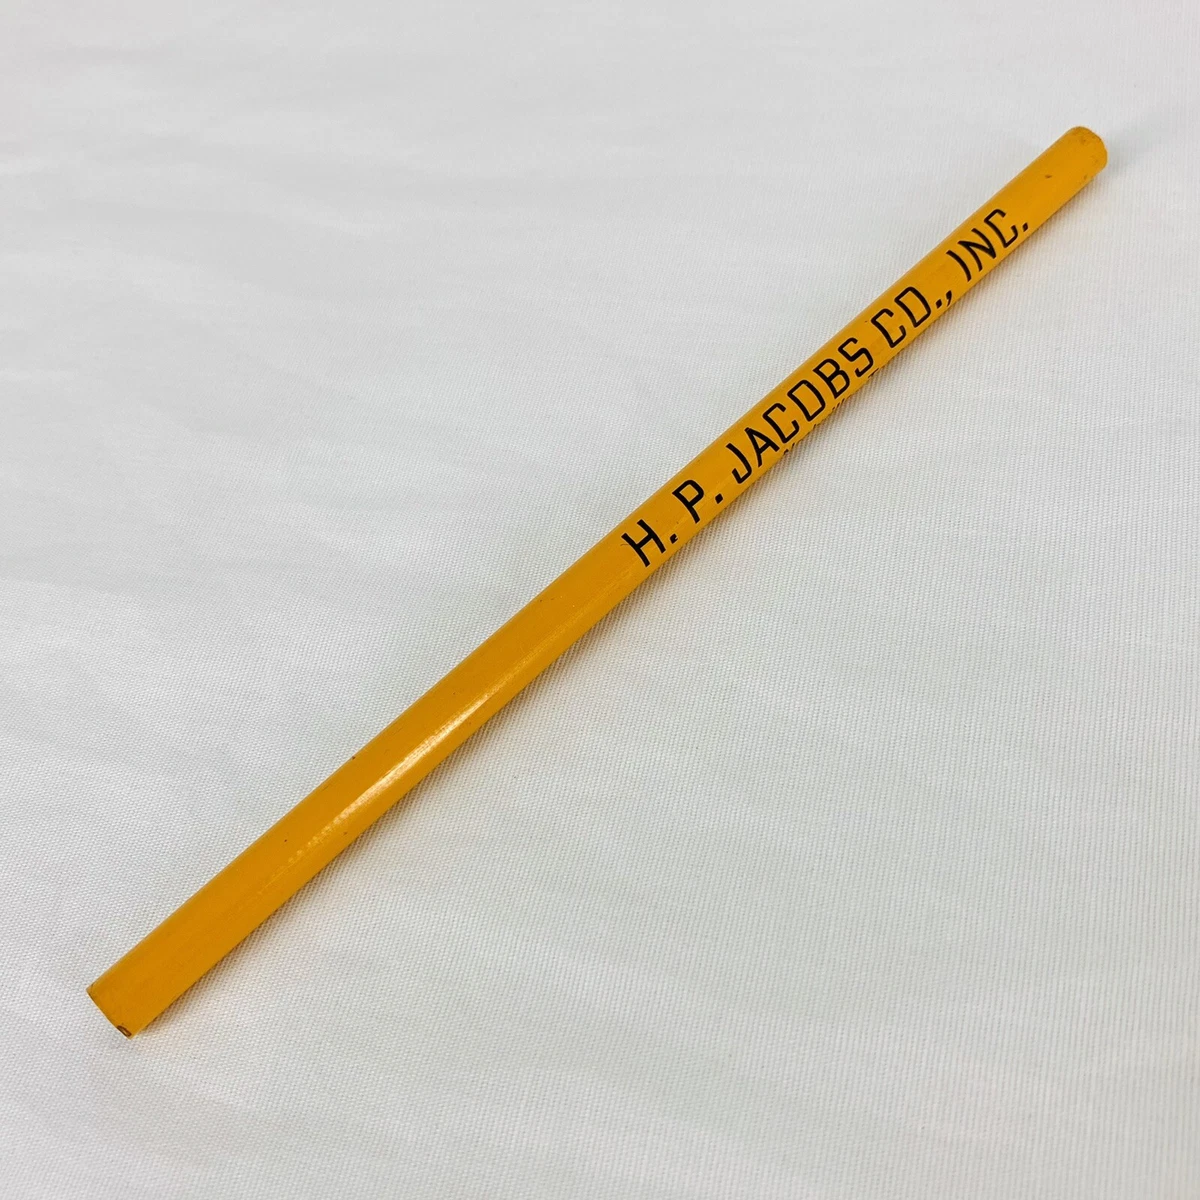 H. P. JACOBS CO., INC.